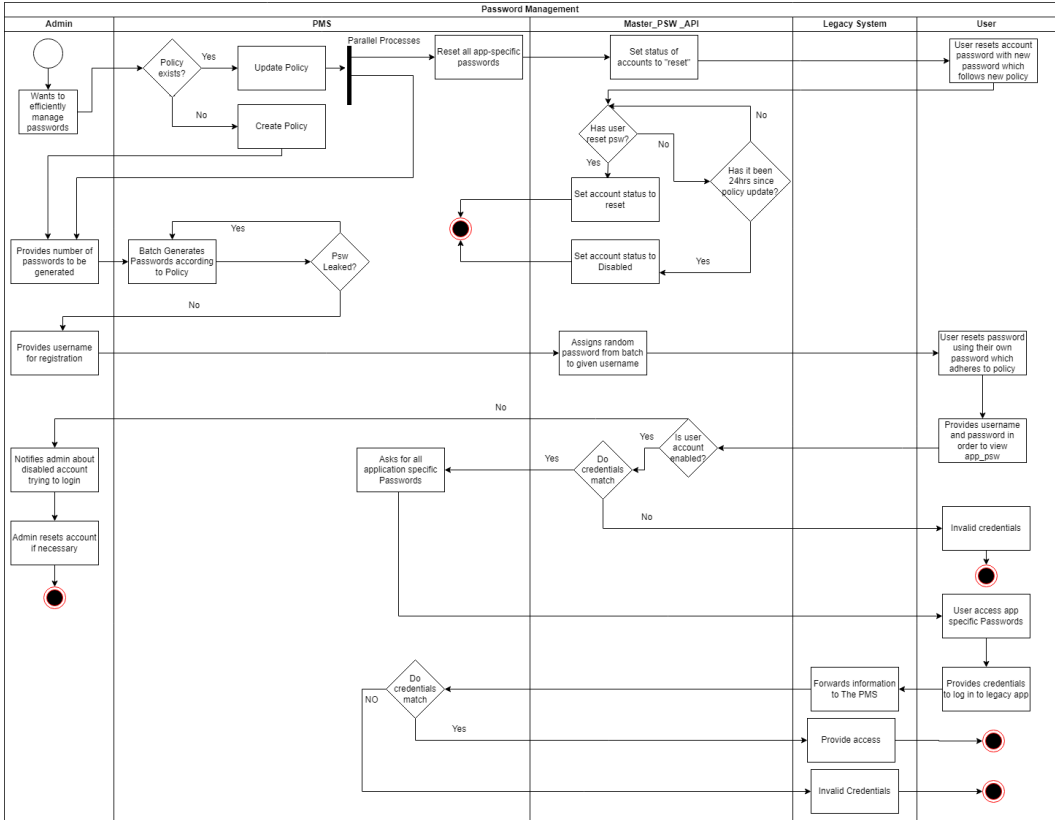 Password Management
Admin
PMS
Master_PSW _API
Legacy System
User
Parallel Processes
Policy
exists?
Yes
Update Policy
Reset all app-specific
passwords
Set status of
accounts to "reset"
User resets account
password with new
password which
follows new policy
Wants to
efficiently
manage
passwords
No
Create Policy
Has user
reset psw?
No
No
Yes
Has it been
24hrs since
policy update?
Set account status to
reset
Yes
Provides number of
passwords to be
generated
Batch Generates
Passwords according
to Policy
Psw
Leaked?
Set account status to
Disabled
Yes
No
Provides username
for registration
Assigns random
password from batch
to given username
User resets password
using their own
password which
adheres to policy
No
Provides username
and password in
order to view
app_psw
Is user
account
enabled?
Yes
Do
credentials
match
Yes
Asks for all
application specific
Passwords
Notifies admin about
disabled account
trying to login
No
Invalid credentials
Admin resets account
if necessary
User access app
specific Passwords
Provides credentials
to log in to legacy app
Forwards information
to The PMS
Do
credentials
match
NO
Yes
Provide access
Invalid Credentials